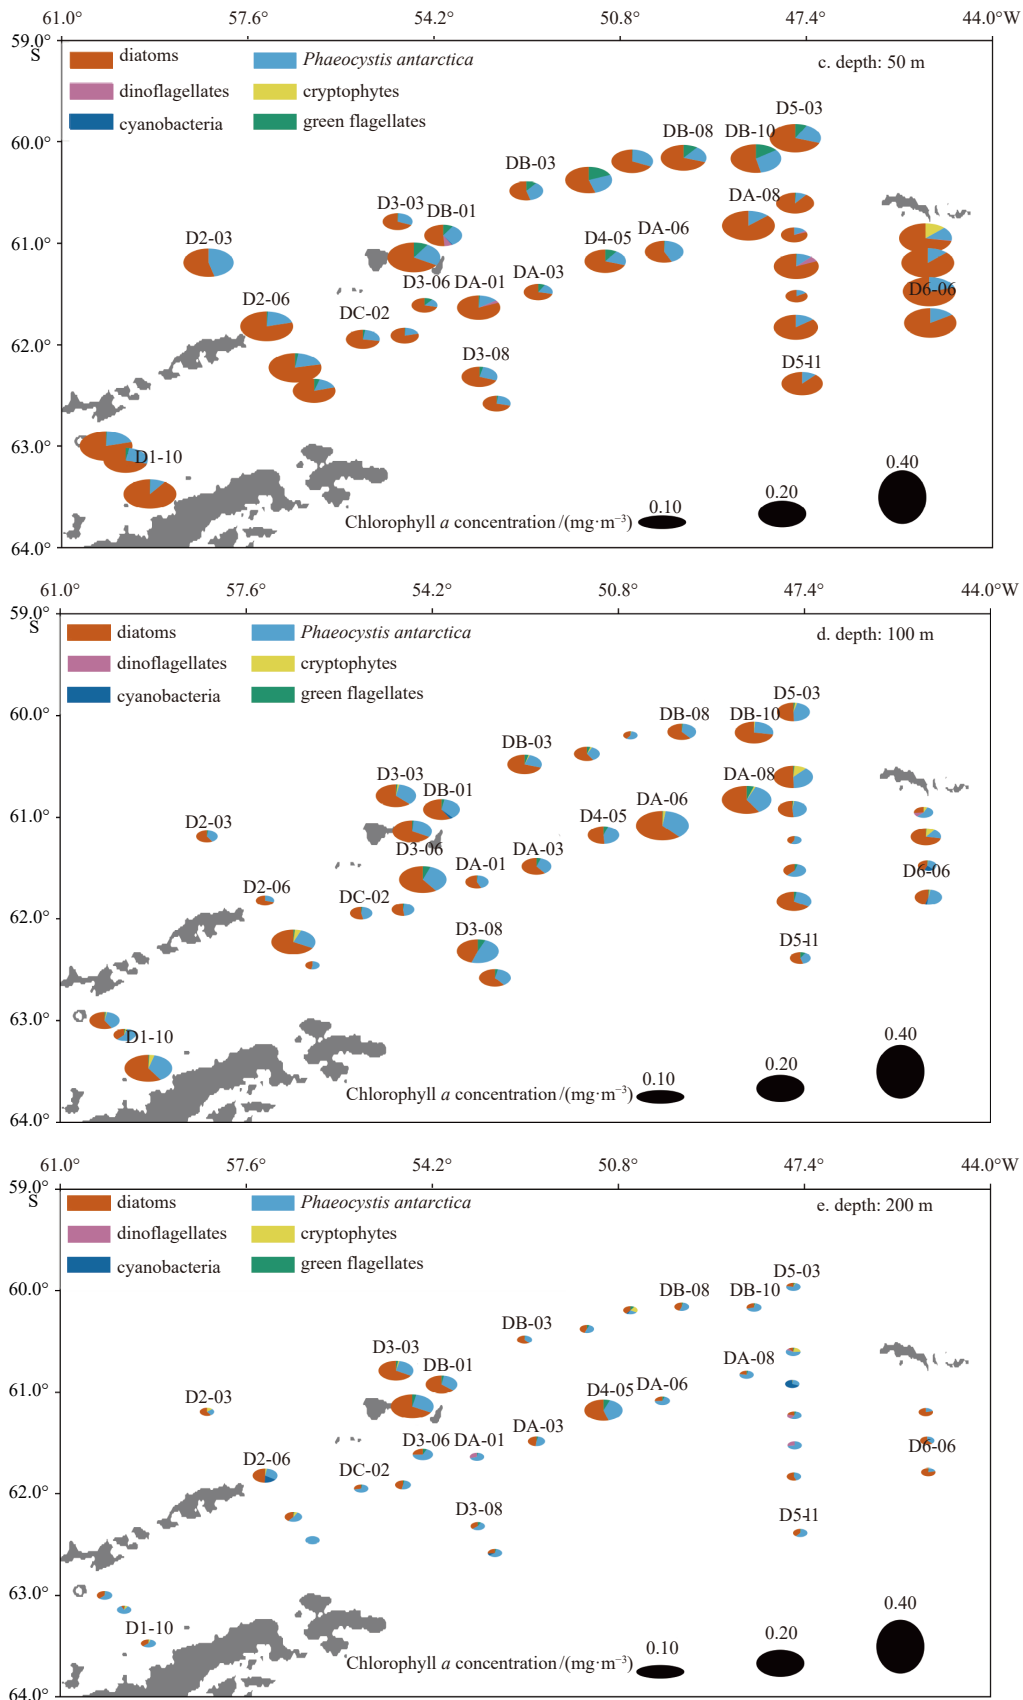 61.0° 57.6° 54.2° 50.8° 47.4° 44.0°W
59.0°
S
diatoms Phaeocystis antarctica c. depth: 50 m
dinoflagellates cryptophytes
cyanobacteria green flagellates
D5-03
60.0°
DB-08 DB-10
DB-03
D3-03 DB-01 DA-08
61.0°
D2-03 D4-05 DA-06
D3-06 DA-01 DA-03 D6-06
D2-06 DC-02
62.0°
D3-08 D5-11
63.0°
D1-10
0.40
0.20
0.10
Chlorophyll a concentration/(mg·m⁻³)
64.0°
61.0° 57.6° 54.2° 50.8° 47.4° 44.0°W
59.0°
S
diatoms Phaeocystis antarctica d. depth: 100 m
dinoflagellates cryptophytes
cyanobacteria green flagellates
D5-03
60.0°
DB-08 DB-10
DB-03
D3-03 DB-01 DA-08
61.0°
D2-03 D4-05 DA-06
D3-06 DA-01 DA-03 D6-06
D2-06 DC-02
62.0°
D3-08 D5-11
63.0°
D1-10
0.40
0.20
0.10
Chlorophyll a concentration/(mg·m⁻³)
64.0°
61.0° 57.6° 54.2° 50.8° 47.4° 44.0°W
59.0°
S
diatoms Phaeocystis antarctica e. depth: 200 m
dinoflagellates cryptophytes
cyanobacteria green flagellates
D5-03
60.0°
DB-08 DB-10
DB-03
D3-03 DB-01 DA-08
61.0°
D2-03 D4-05 DA-06
D3-06 DA-01 DA-03 D6-06
D2-06 DC-02
62.0°
D3-08 D5-11
63.0°
D1-10
0.40
0.20
0.10
Chlorophyll a concentration/(mg·m⁻³)
64.0°